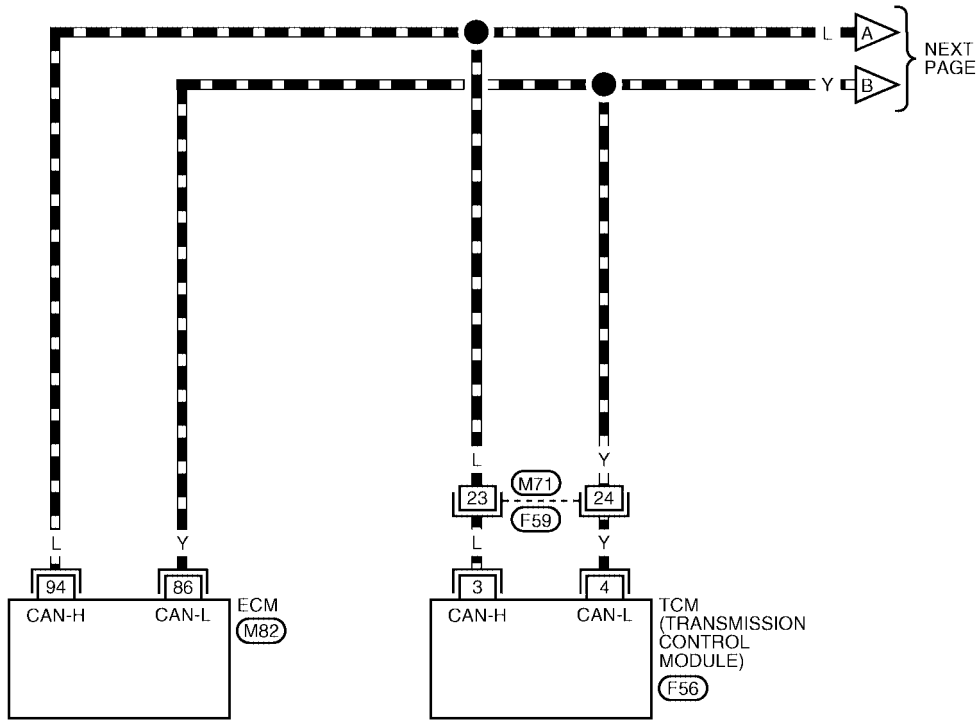 L
A
NEXT
PAGE
Y
B
L
Y
23
M71
24
F59
L
Y
L
Y
94
86
ECM
3
4
TCM
CAN-H
CAN-L
M82
CAN-H
CAN-L
(TRANSMISSION
CONTROL
MODULE)
F56